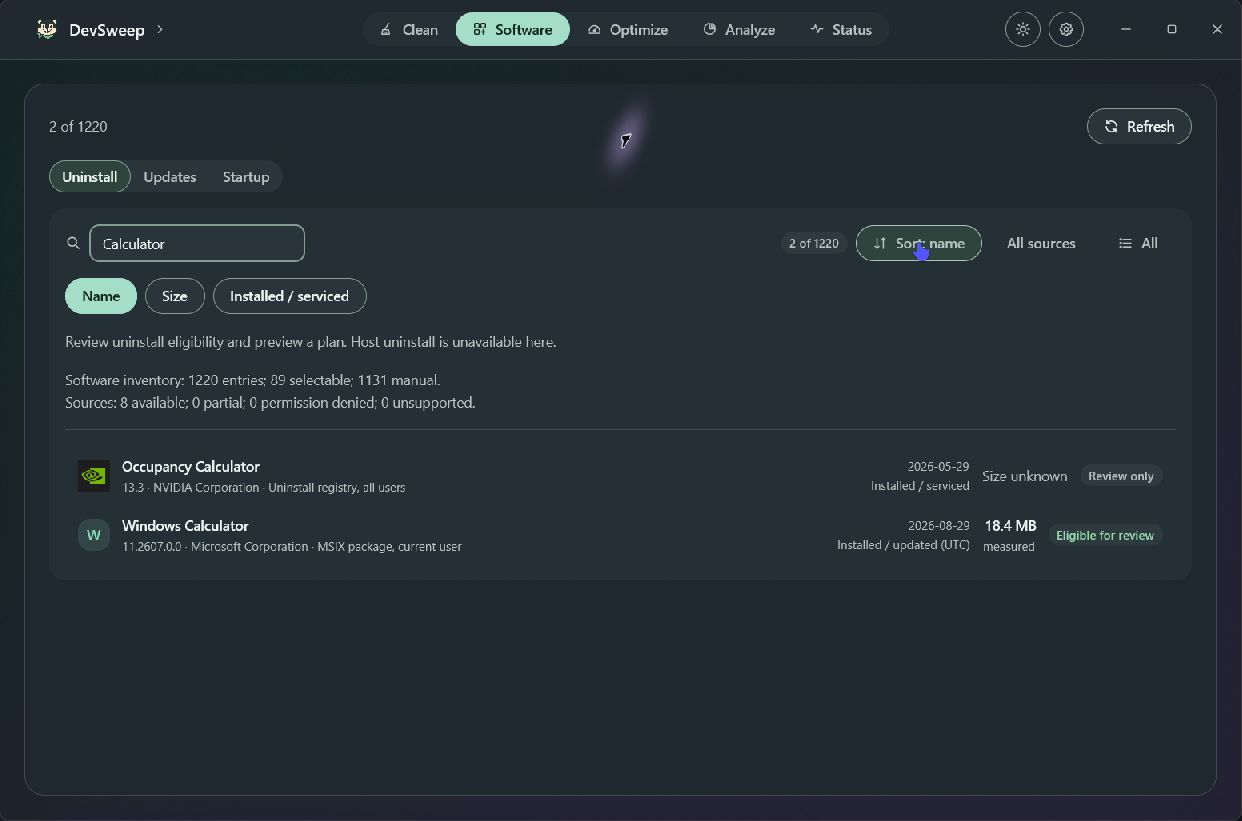 DevSweep
Clean
Software
Optimize
Analyze
Status
2 of 1220
Refresh
Uninstall
Updates
Startup
Calculator
2 of 1220
Sort: name
All sources
All
Name
Size
Installed / serviced
Review uninstall eligibility and preview a plan. Host uninstall is unavailable here.
Software inventory: 1220 entries; 89 selectable; 1131 manual.
Sources: 8 available; 0 partial; 0 permission denied; 0 unsupported.
Occupancy Calculator
13.3 · NVIDIA Corporation · Uninstall registry, all users
2026-05-29
Installed / serviced
Size unknown
Review only
W
Windows Calculator
11.2607.0.0 · Microsoft Corporation · MSIX package, current user
2026-08-29
Installed / updated (UTC)
18.4 MB
measured
Eligible for review